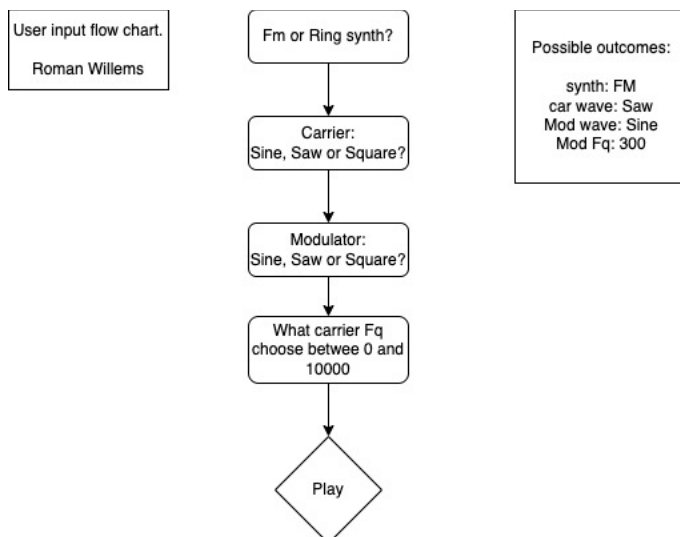 User input flow chart.
Roman Willems
Fm or Ring synth?
Carrier:
Sine, Saw or Square?
Modulator:
Sine, Saw or Square?
What carrier Fq
choose betwee 0 and
10000
Play
Possible outcomes:
synth: FM
car wave: Saw
Mod wave: Sine
Mod Fq: 300